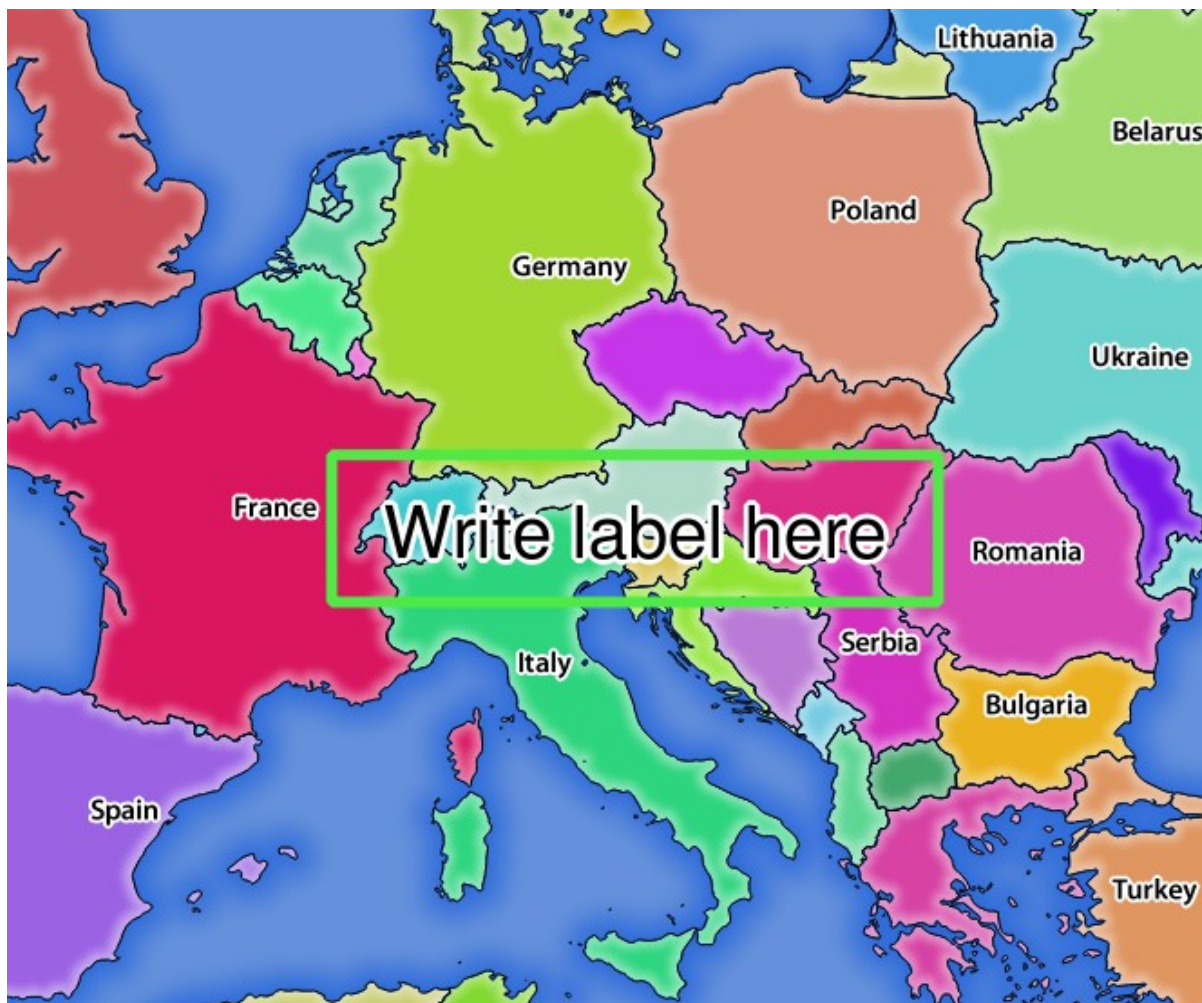 Lithuania
Belarus
Poland
Germany
Ukraine
France
Write label here
Romania
Serbia
Italy
Bulgaria
Spain
Turkey